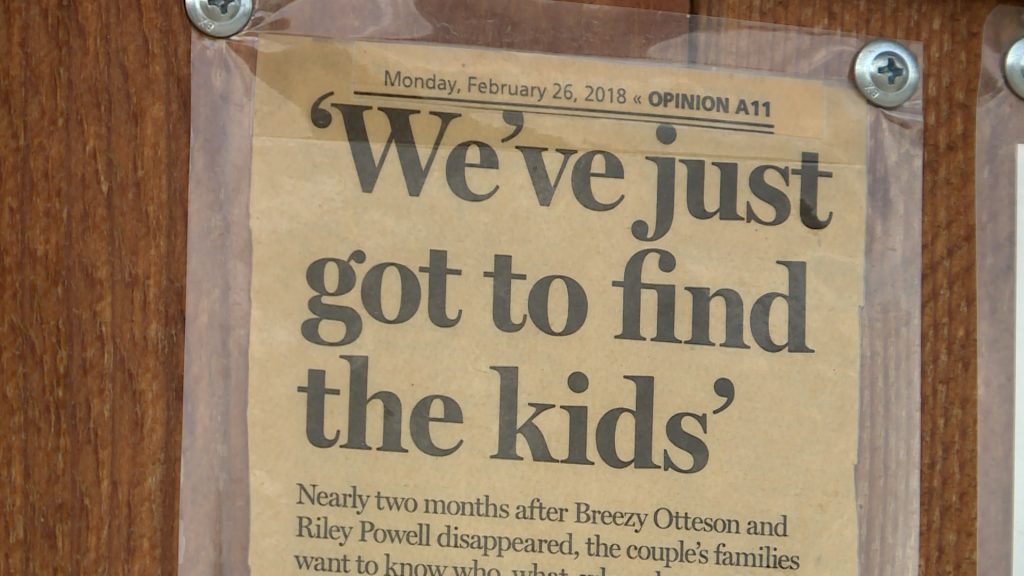 Monday, February 26, 2018 « OPINION A11
‘We’ve just
got to find
the kids’
Nearly two months after Breezy Otteson and
Riley Powell disappeared, the couple’s families
want to know who, what,